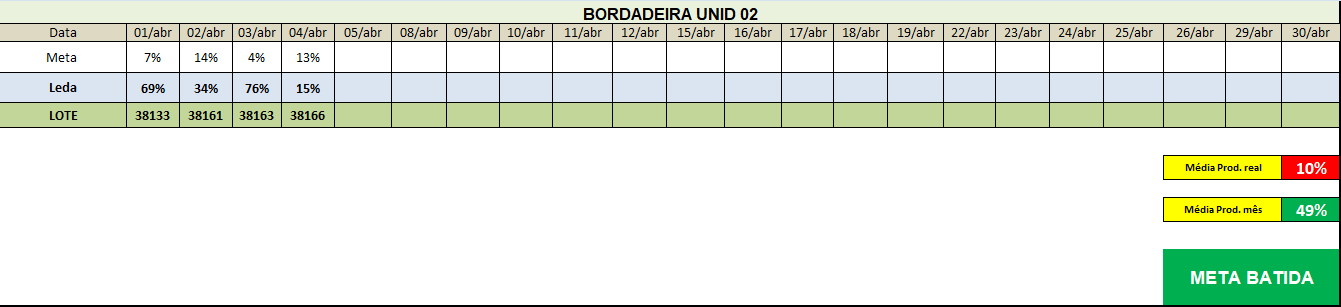 BORDADEIRA UNID 02
Data 01/abr 02/abr 03/abr 04/abr 05/abr 08/abr 09/abr 10/abr 11/abr 12/abr 15/abr 16/abr 17/abr 18/abr 19/abr 22/abr 23/abr 24/abr 25/abr 26/abr 29/abr 30/abr
Meta 7% 14% 4% 13%
Leda 69% 34% 76% 15%
LOTE 38133 38161 38163 38166
Média Prod. real 10%
Média Prod. mês 49%
META BATIDA